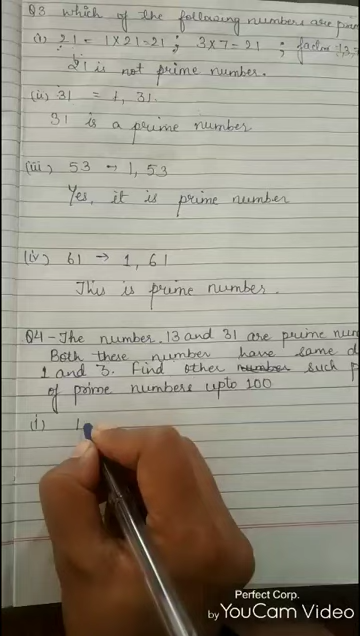 Q3 which of the following numbers are
(i) 21 = 1 x 21 = 21 ; 3 x 7 = 21 ; factor 1,3,
21 is not prime number.
(ii) 31 = 1, 31.
31 is a prime number
(iii) 53 → 1, 53
Yes, it is prime number
(iv) 61 → 1, 61
This is prime number.
Q4 - The number 13 and 31 are prime
Both these number have same
1 and 3. Find other such
of prime numbers upto 100
(i) 1
Perfect Corp.
by YouCam Video